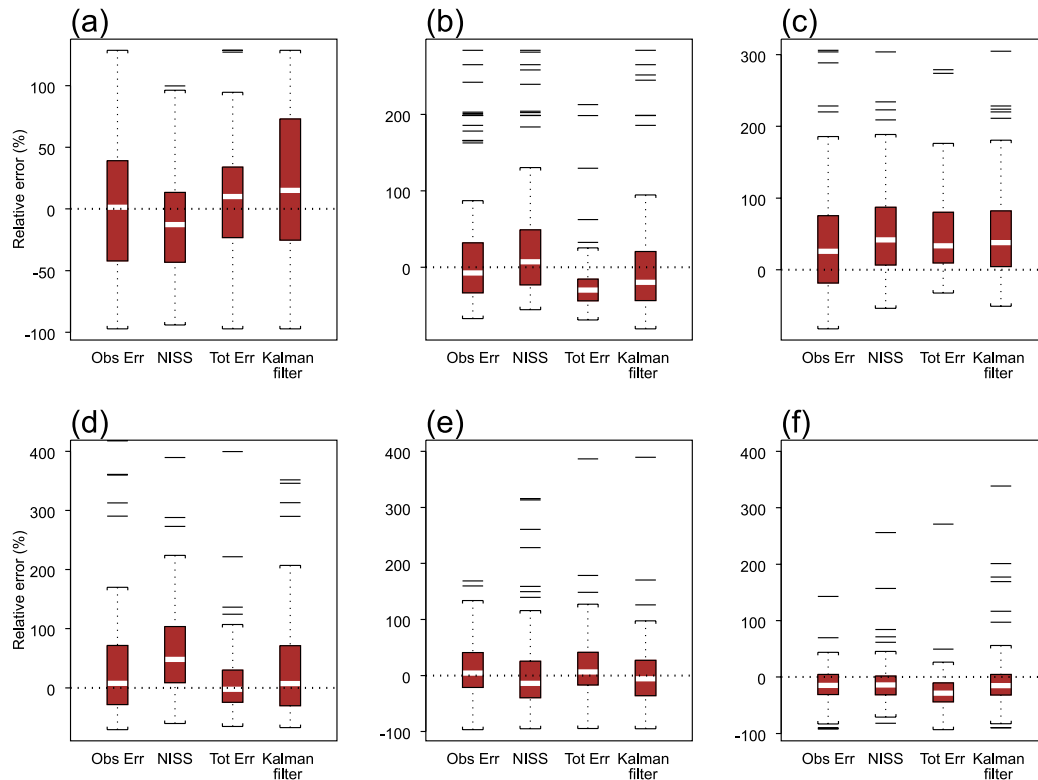 (a) (b) (c)
Relative error (%)
100
50
0
-50
-100
Obs Err NISS Tot Err Kalman
filter
200
100
0
Obs Err NISS Tot Err Kalman
filter
300
200
100
0
Obs Err NISS Tot Err Kalman
filter
(d) (e) (f)
Relative error (%)
400
300
200
100
0
Obs Err NISS Tot Err Kalman
filter
400
300
200
100
0
-100
Obs Err NISS Tot Err Kalman
filter
400
300
200
100
0
-100
Obs Err NISS Tot Err Kalman
filter